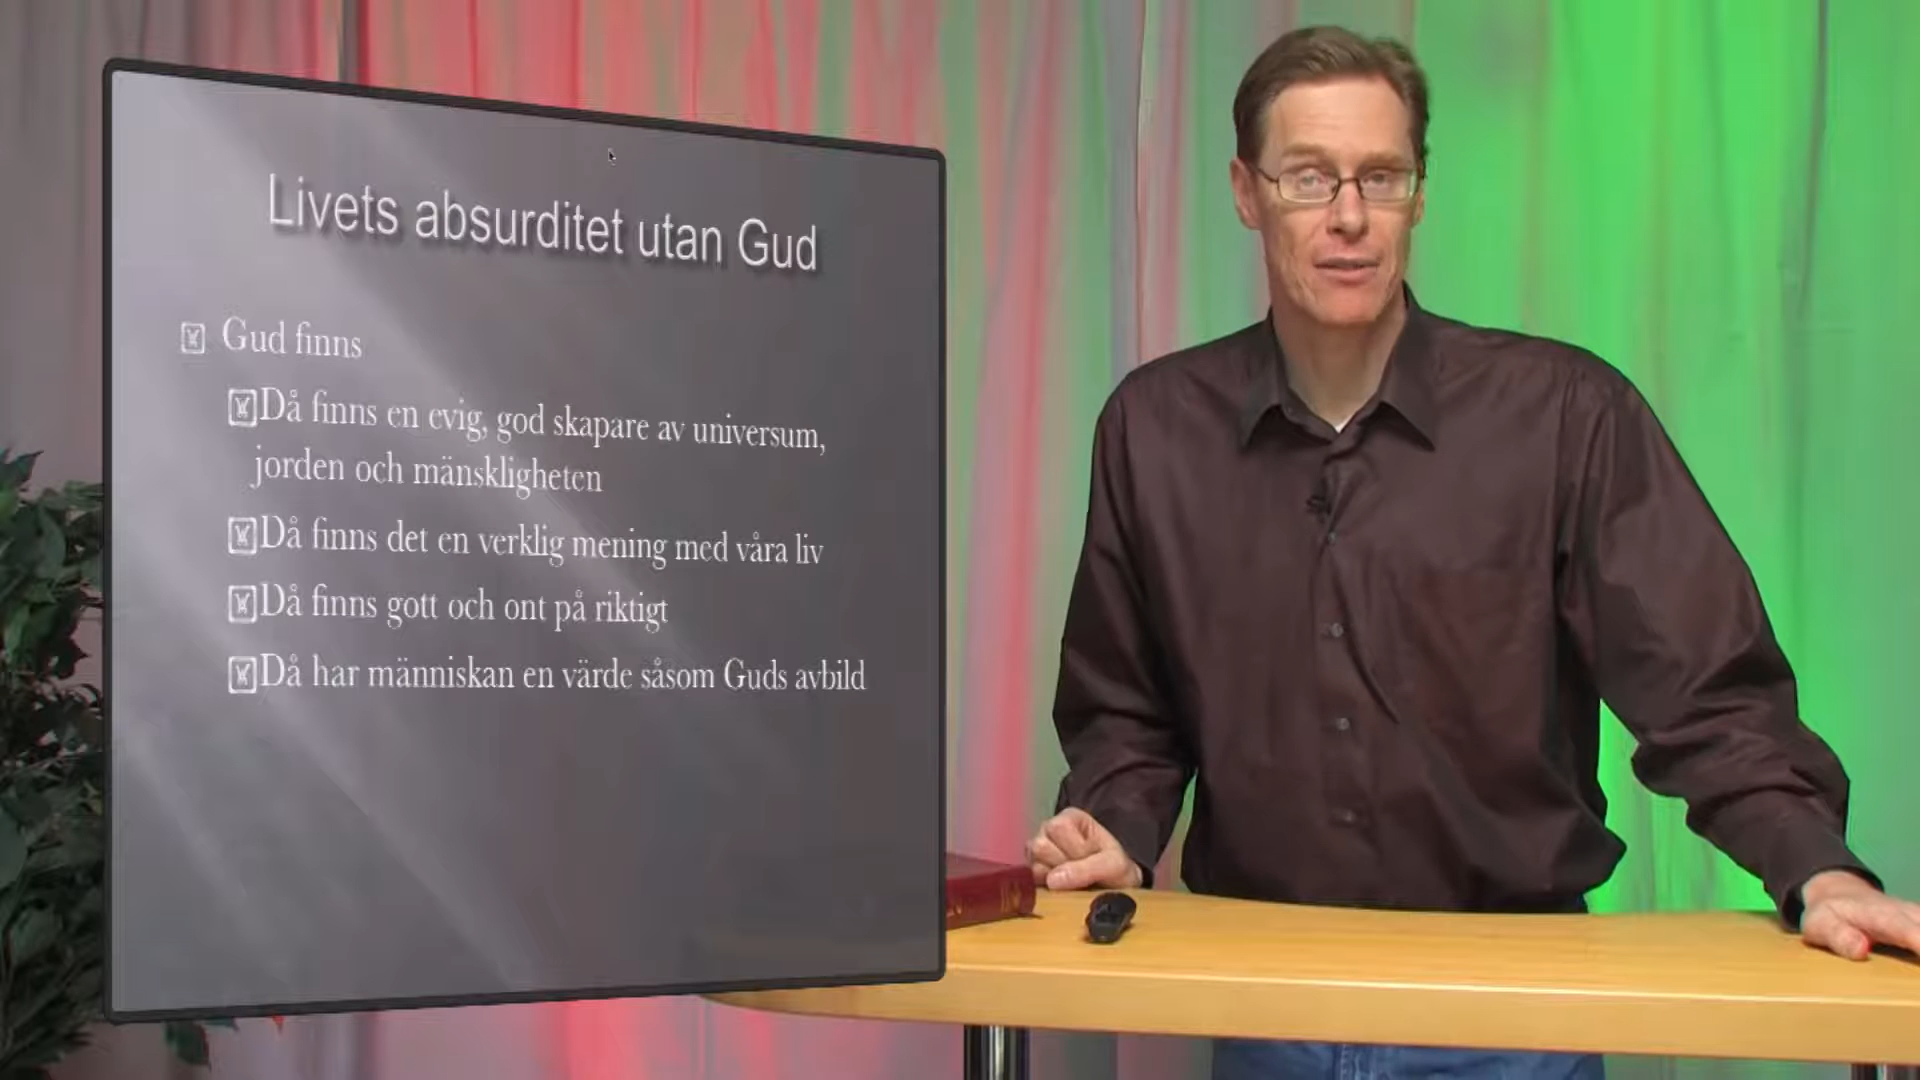 Livets absurditet utan Gud
Gud finns
Då finns en evig, god skapare av universum,
jorden och mänskligheten
Då finns det en verklig mening med våra liv
Då finns gott och ont på riktigt
Då har människan en värde såsom Guds avbild